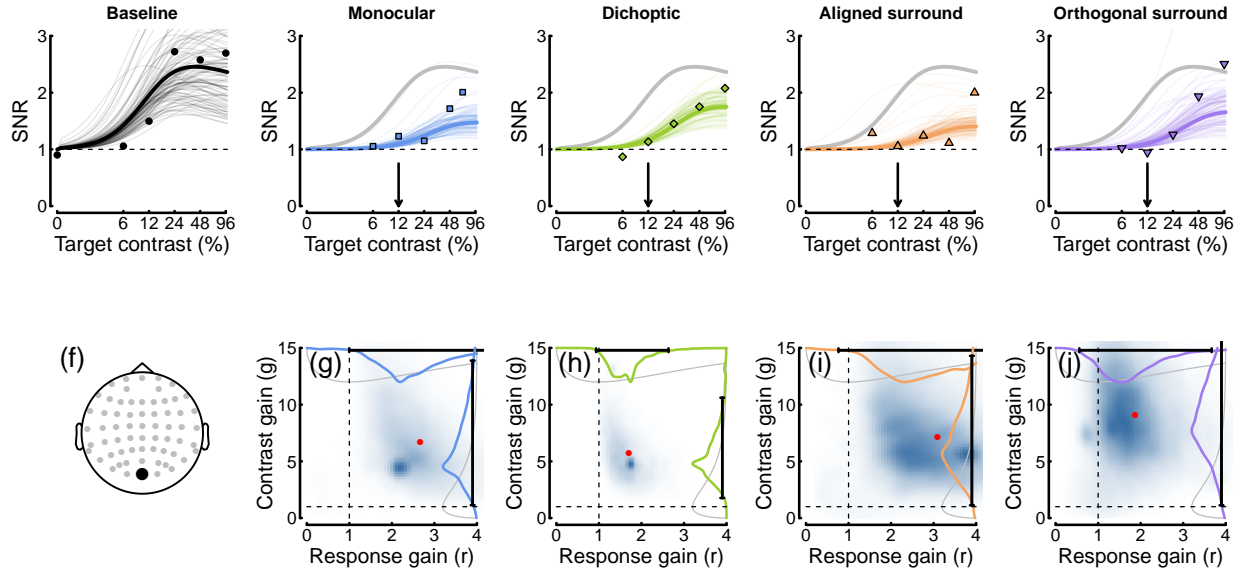 Baseline Monocular Dichoptic Aligned surround Orthogonal surround
3 3 3 3 3
2 2 2 2 2
1 1 1 1 1
0 0 0 0 0
SNR SNR SNR SNR SNR
0 6 12 24 48 96 0 6 12 24 48 96 0 6 12 24 48 96 0 6 12 24 48 96 0 6 12 24 48 96
Target contrast (%) Target contrast (%) Target contrast (%) Target contrast (%) Target contrast (%)
(f) (g) (h) (i) (j)
15 15 15 15
10 10 10 10
5 5 5 5
0 0 0 0
Contrast gain (g) Contrast gain (g) Contrast gain (g) Contrast gain (g)
0 1 2 3 4 0 1 2 3 4 0 1 2 3 4 0 1 2 3 4
Response gain (r) Response gain (r) Response gain (r) Response gain (r)